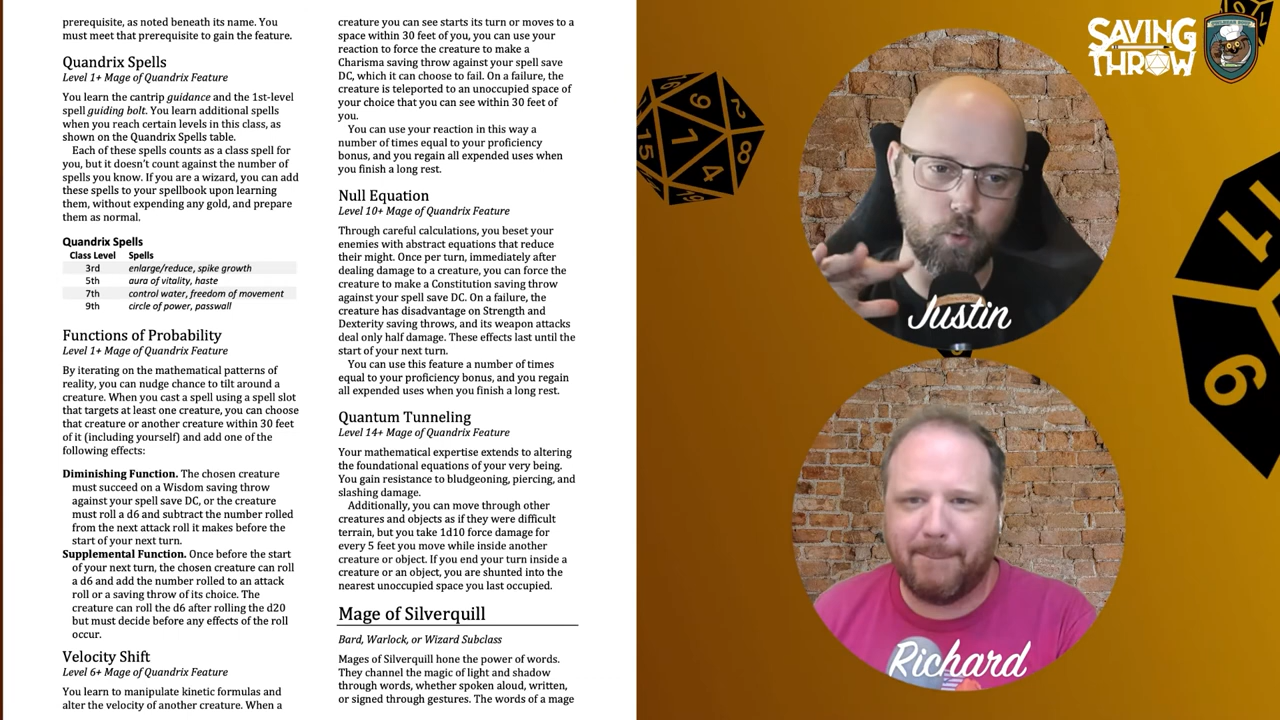 prerequisite, as noted beneath its name. You
must meet that prerequisite to gain the feature.
Quandrix Spells
Level 1+ Mage of Quandrix Feature
You learn the cantrip guidance and the 1st-level
spell guiding bolt. You learn additional spells
when you reach certain levels in this class, as
shown on the Quandrix Spells table.
Each of these spells counts as a class spell for
you, but it doesn't count against the number of
spells you know. If you are a wizard, you can add
these spells to your spellbook upon learning
them, without expending any gold, and prepare
them as normal.
Quandrix Spells
Class Level Spells
3rd enlarge/reduce, spike growth
5th aura of vitality, haste
7th control water, freedom of movement
9th circle of power, passwall
Functions of Probability
Level 1+ Mage of Quandrix Feature
By iterating on the mathematical patterns of
reality, you can nudge chance to tilt around a
creature. When you cast a spell using a spell slot
that targets at least one creature, you can choose
that creature or another creature within 30 feet
of it (including yourself) and add one of the
following effects:
Diminishing Function. The chosen creature
must succeed on a Wisdom saving throw
against your spell save DC, or the creature
must roll a d6 and subtract the number rolled
from the next attack roll it makes before the
start of your next turn.
Supplemental Function. Once before the start
of your next turn, the chosen creature can roll
a d6 and add the number rolled to an attack
roll or a saving throw of its choice. The
creature can roll the d6 after rolling the d20
but must decide before any effects of the roll
occur.
Velocity Shift
Level 6+ Mage of Quandrix Feature
You learn to manipulate kinetic formulas and
alter the velocity of another creature. When a
creature you can see starts its turn or moves to a
space within 30 feet of you, you can use your
reaction to force the creature to make a
Charisma saving throw against your spell save
DC, which it can choose to fail. On a failure, the
creature is teleported to an unoccupied space of
your choice that you can see within 30 feet of
you.
You can use your reaction in this way a
number of times equal to your proficiency
bonus, and you regain all expended uses when
you finish a long rest.
Null Equation
Level 10+ Mage of Quandrix Feature
Through careful calculations, you beset your
enemies with abstract equations that reduce
their might. Once per turn, immediately after
dealing damage to a creature, you can force the
creature to make a Constitution saving throw
against your spell save DC. On a failure, the
creature has disadvantage on Strength and
Dexterity saving throws, and its weapon attacks
deal only half damage. These effects last until the
start of your next turn.
You can use this feature a number of times
equal to your proficiency bonus, and you regain
all expended uses when you finish a long rest.
Quantum Tunneling
Level 14+ Mage of Quandrix Feature
Your mathematical expertise extends to altering
the foundational equations of your very being.
You gain resistance to bludgeoning, piercing, and
slashing damage.
Additionally, you can move through other
creatures and objects as if they were difficult
terrain, but you take 1d10 force damage for
every 5 feet you move while inside another
creature or object. If you end your turn inside a
creature or an object, you are shunted into the
nearest unoccupied space you last occupied.
Mage of Silverquill
Bard, Warlock, or Wizard Subclass
Mages of Silverquill hone the power of words.
They channel the magic of light and shadow
through words, whether spoken aloud, written,
or signed through gestures. The words of a mage
SAVING
THROW
Justin
Richard
15
9
1
4
8
11
9